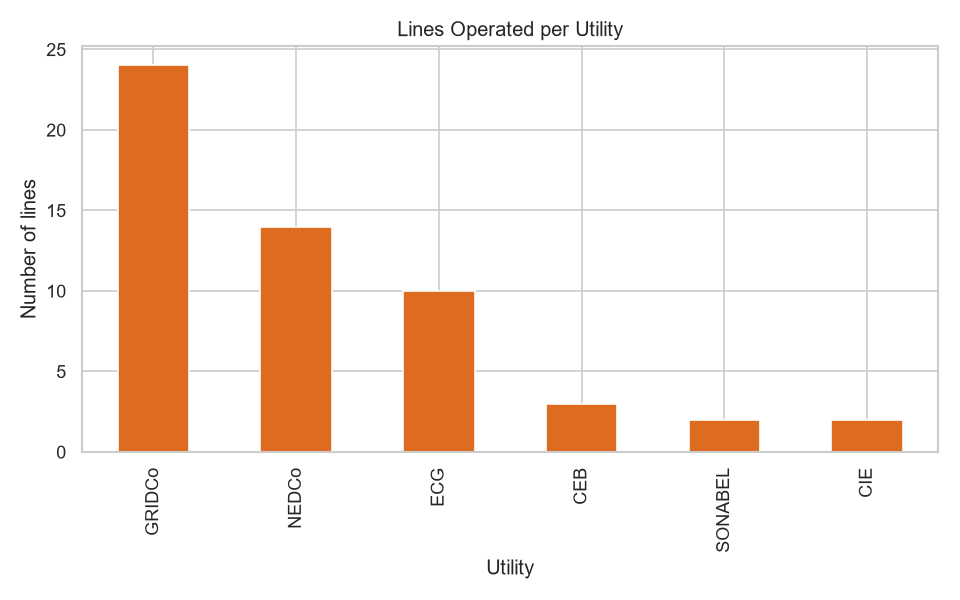 Lines Operated per Utility
Number of lines
25
20
15
10
5
0
GRIDCo
NEDCo
ECG
CEB
SONABEL
CIE
Utility